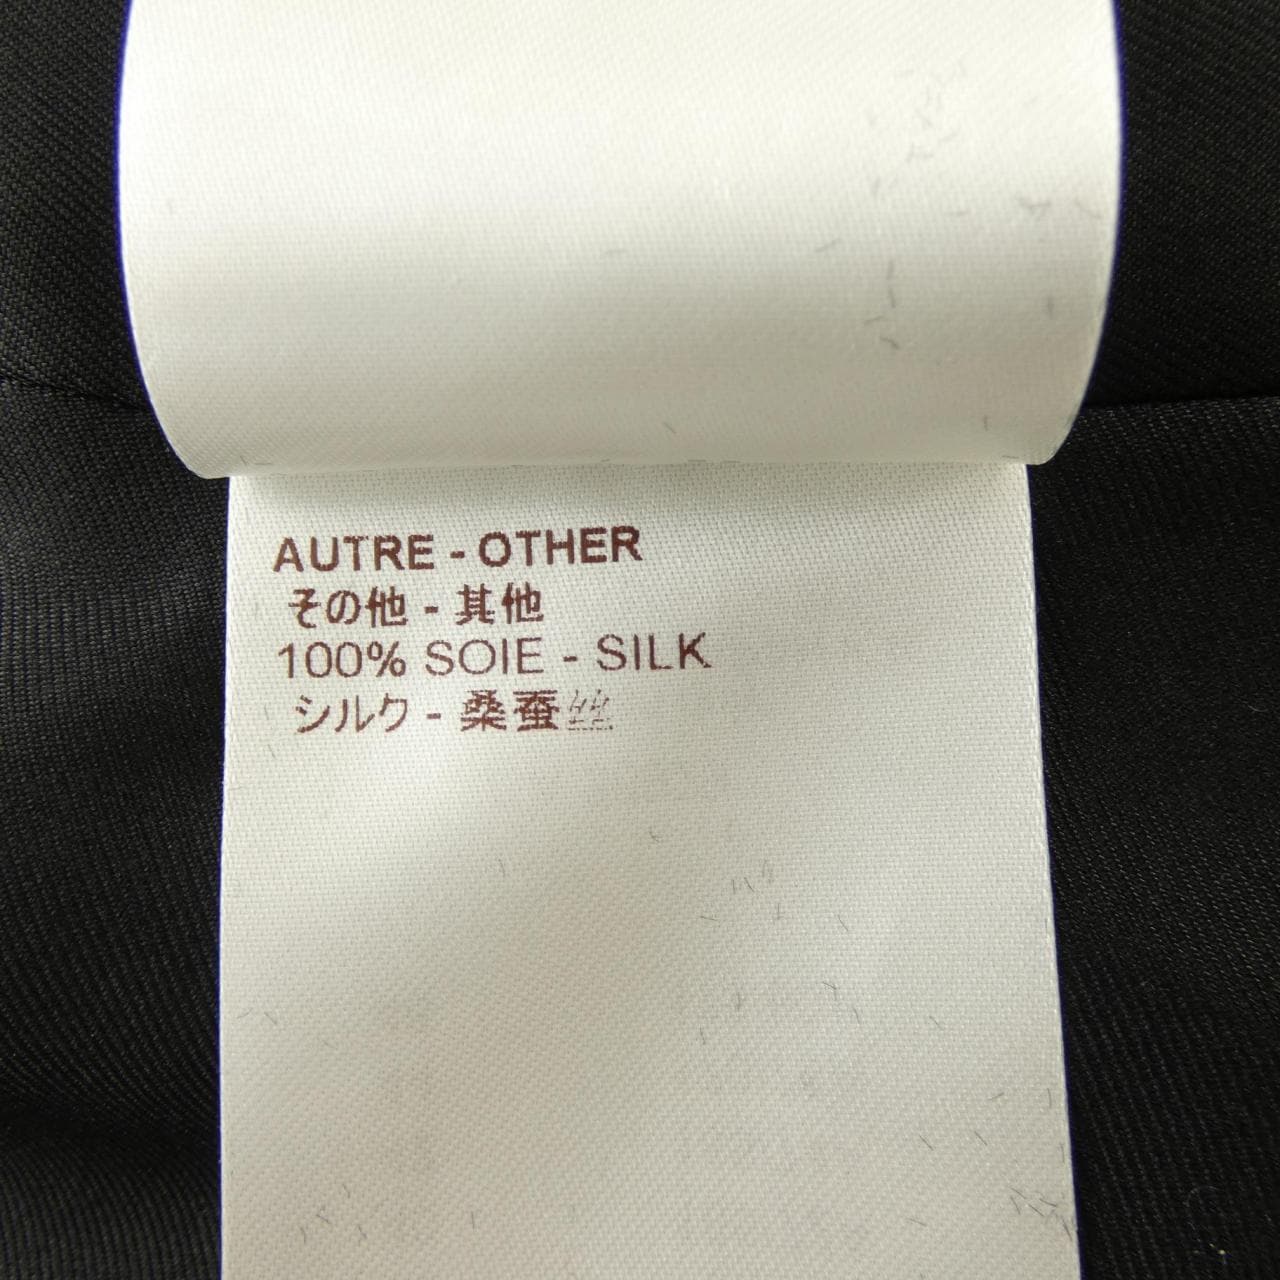 AUTRE - OTHER
その他 - 其他
100% SOIE - SILK
シルク - 桑蚕丝